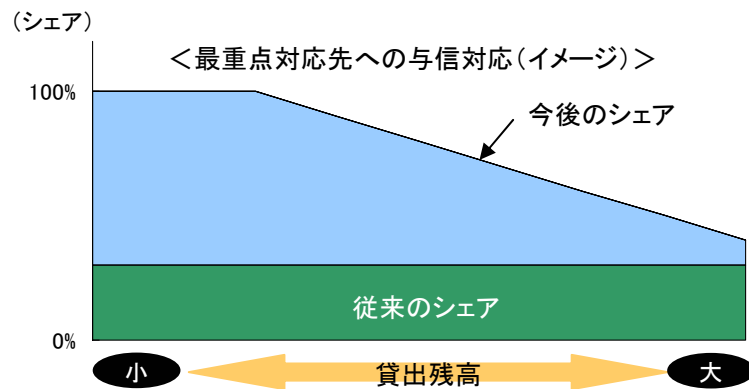 (シェア)
＜最重点対応先への与信対応(イメージ)＞
100%
今後のシェア
従来のシェア
0%
小
貸出残高
大